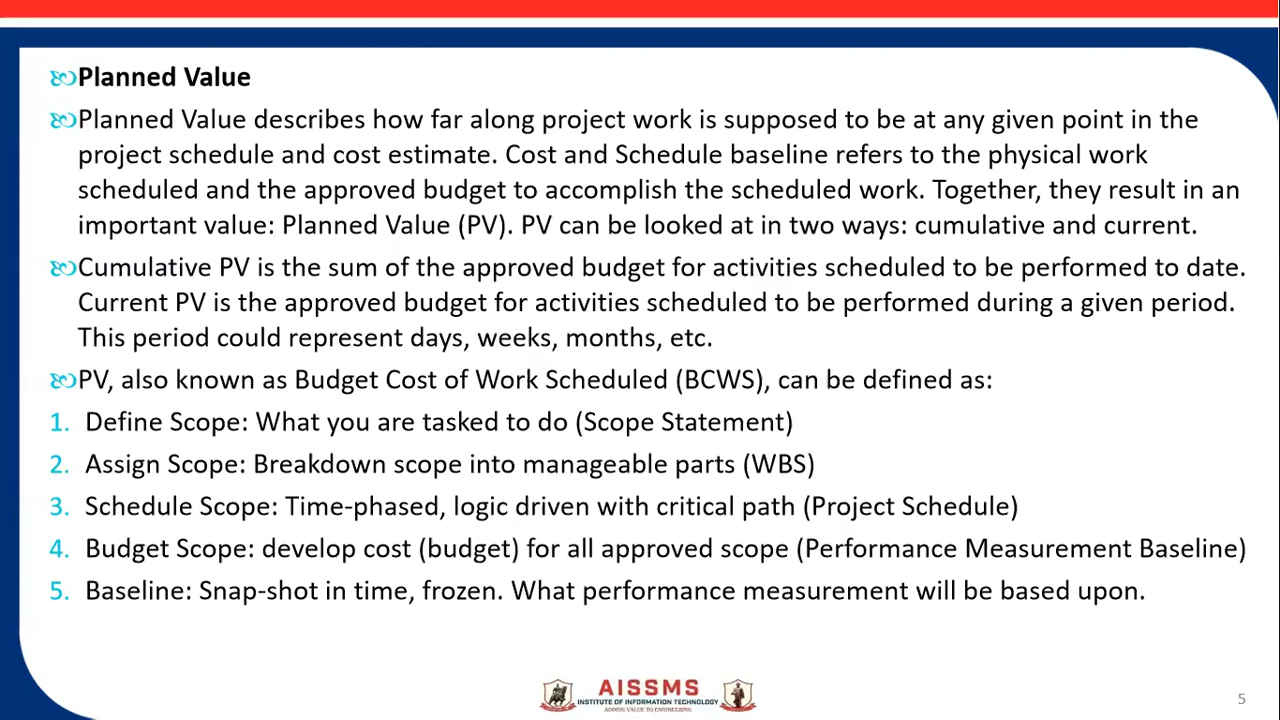 Planned Value
Planned Value describes how far along project work is supposed to be at any given point in the
project schedule and cost estimate. Cost and Schedule baseline refers to the physical work
scheduled and the approved budget to accomplish the scheduled work. Together, they result in an
important value: Planned Value (PV). PV can be looked at in two ways: cumulative and current.
Cumulative PV is the sum of the approved budget for activities scheduled to be performed to date.
Current PV is the approved budget for activities scheduled to be performed during a given period.
This period could represent days, weeks, months, etc.
PV, also known as Budget Cost of Work Scheduled (BCWS), can be defined as:
1. Define Scope: What you are tasked to do (Scope Statement)
2. Assign Scope: Breakdown scope into manageable parts (WBS)
3. Schedule Scope: Time-phased, logic driven with critical path (Project Schedule)
4. Budget Scope: develop cost (budget) for all approved scope (Performance Measurement Baseline)
5. Baseline: Snap-shot in time, frozen. What performance measurement will be based upon.
AISSMS
INSTITUTE OF INFORMATION TECHNOLOGY
ADDING VALUE TO ENGINEERING
5